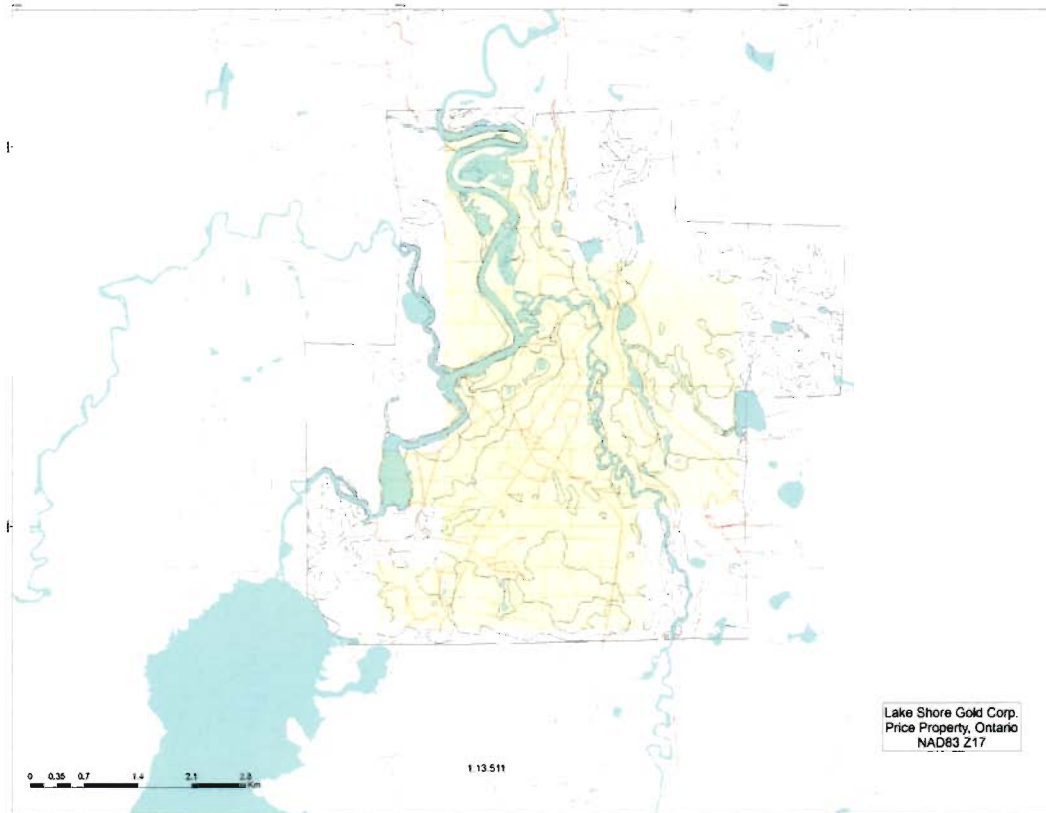 Lake Shore Gold Corp.
Price Property, Ontario
NAD83 Z17
1:13,511
0 0.35 0.7 1.4 2.1 2.8
Km